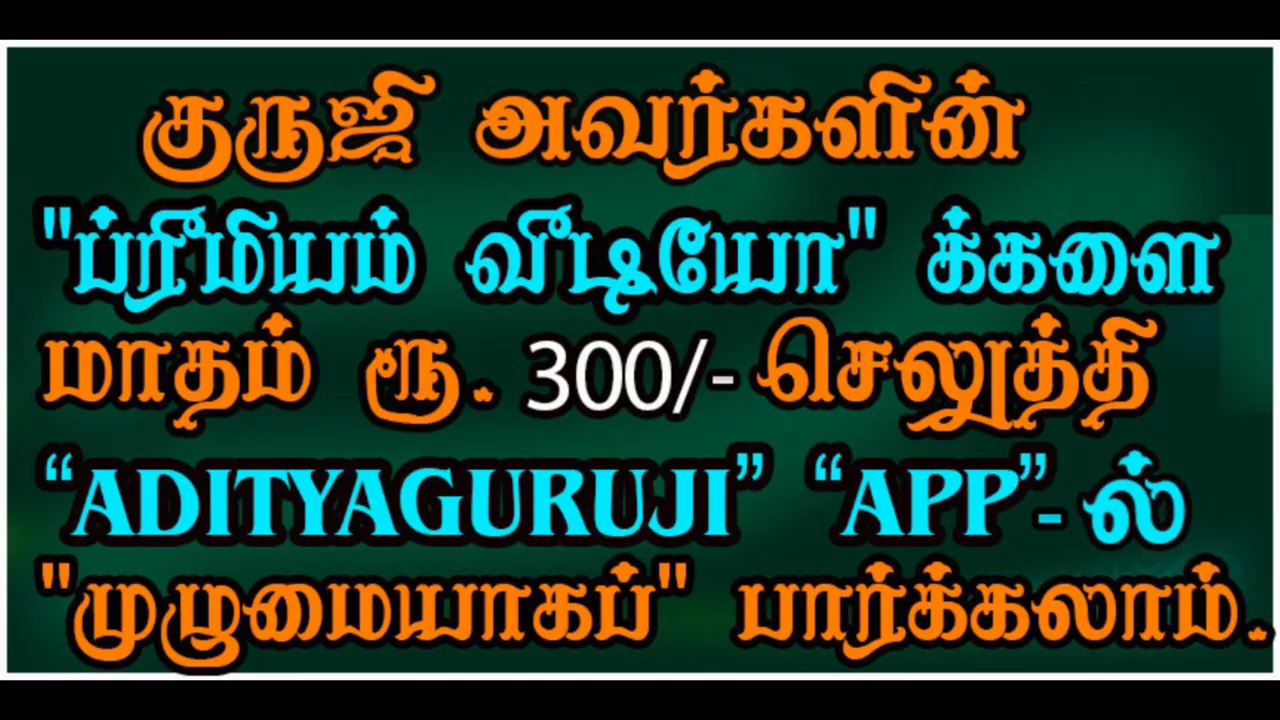 குருஜி அவர்களின்
"ப்ரீமியம் வீடியோ" க்களை
மாதம் ரூ. 300/- செலுத்தி
“ADITYAGURUJI” “APP”- ல்
"முழுமையாகப்" பார்க்கலாம்.